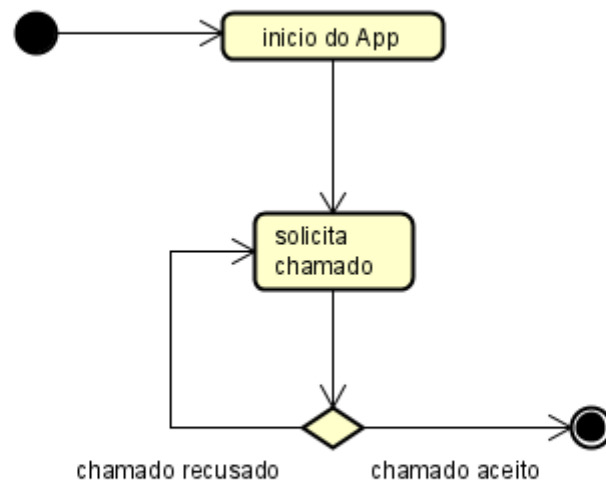 inicio do App
solicita
chamado
chamado recusado
chamado aceito